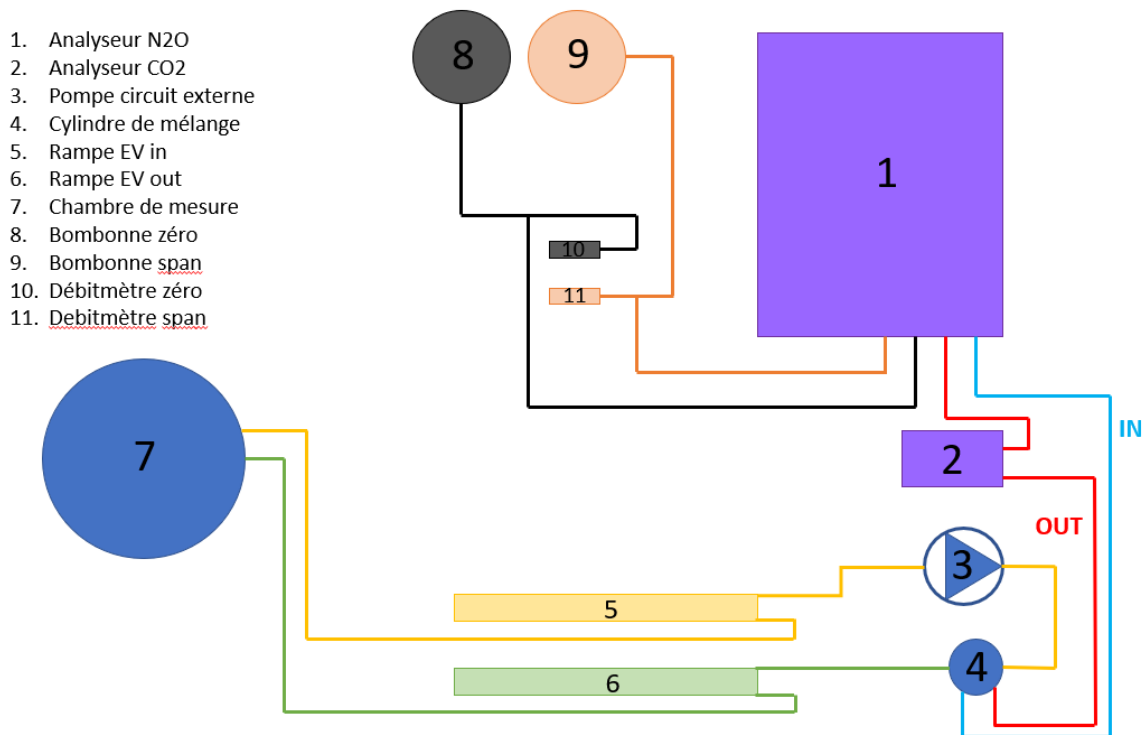 1. Analyseur N2O
2. Analyseur CO2
3. Pompe circuit externe
4. Cylindre de mélange
5. Rampe EV in
6. Rampe EV out
7. Chambre de mesure
8. Bombonne zéro
9. Bombonne span
10. Débitmètre zéro
11. Debitmètre span
8
9
1
10
11
7
IN
2
OUT
3
5
4
6